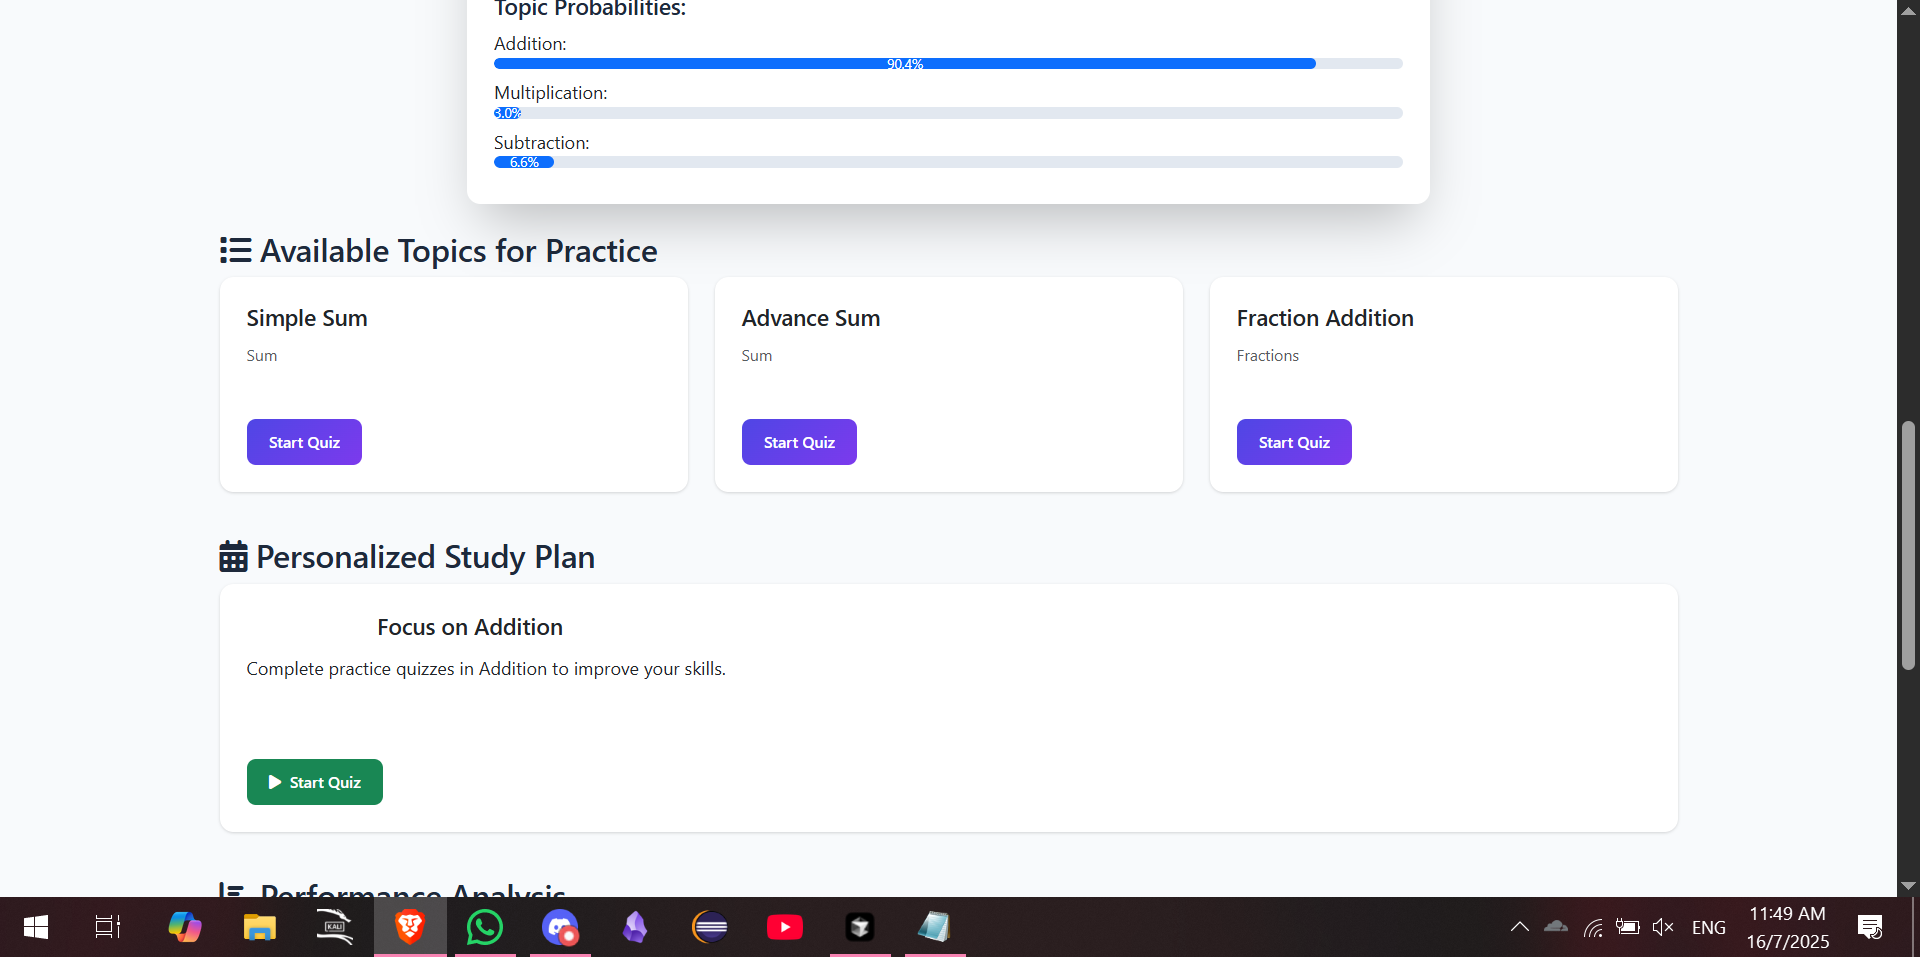 Topic Probabilities:
Addition:
90.4%
Multiplication:
3.0%
Subtraction:
6.6%
Available Topics for Practice
Simple Sum
Sum
Start Quiz
Advance Sum
Sum
Start Quiz
Fraction Addition
Fractions
Start Quiz
Personalized Study Plan
Focus on Addition
Complete practice quizzes in Addition to improve your skills.
Start Quiz
Performance Analysis
KALI
ENG
11:49 AM
16/7/2025